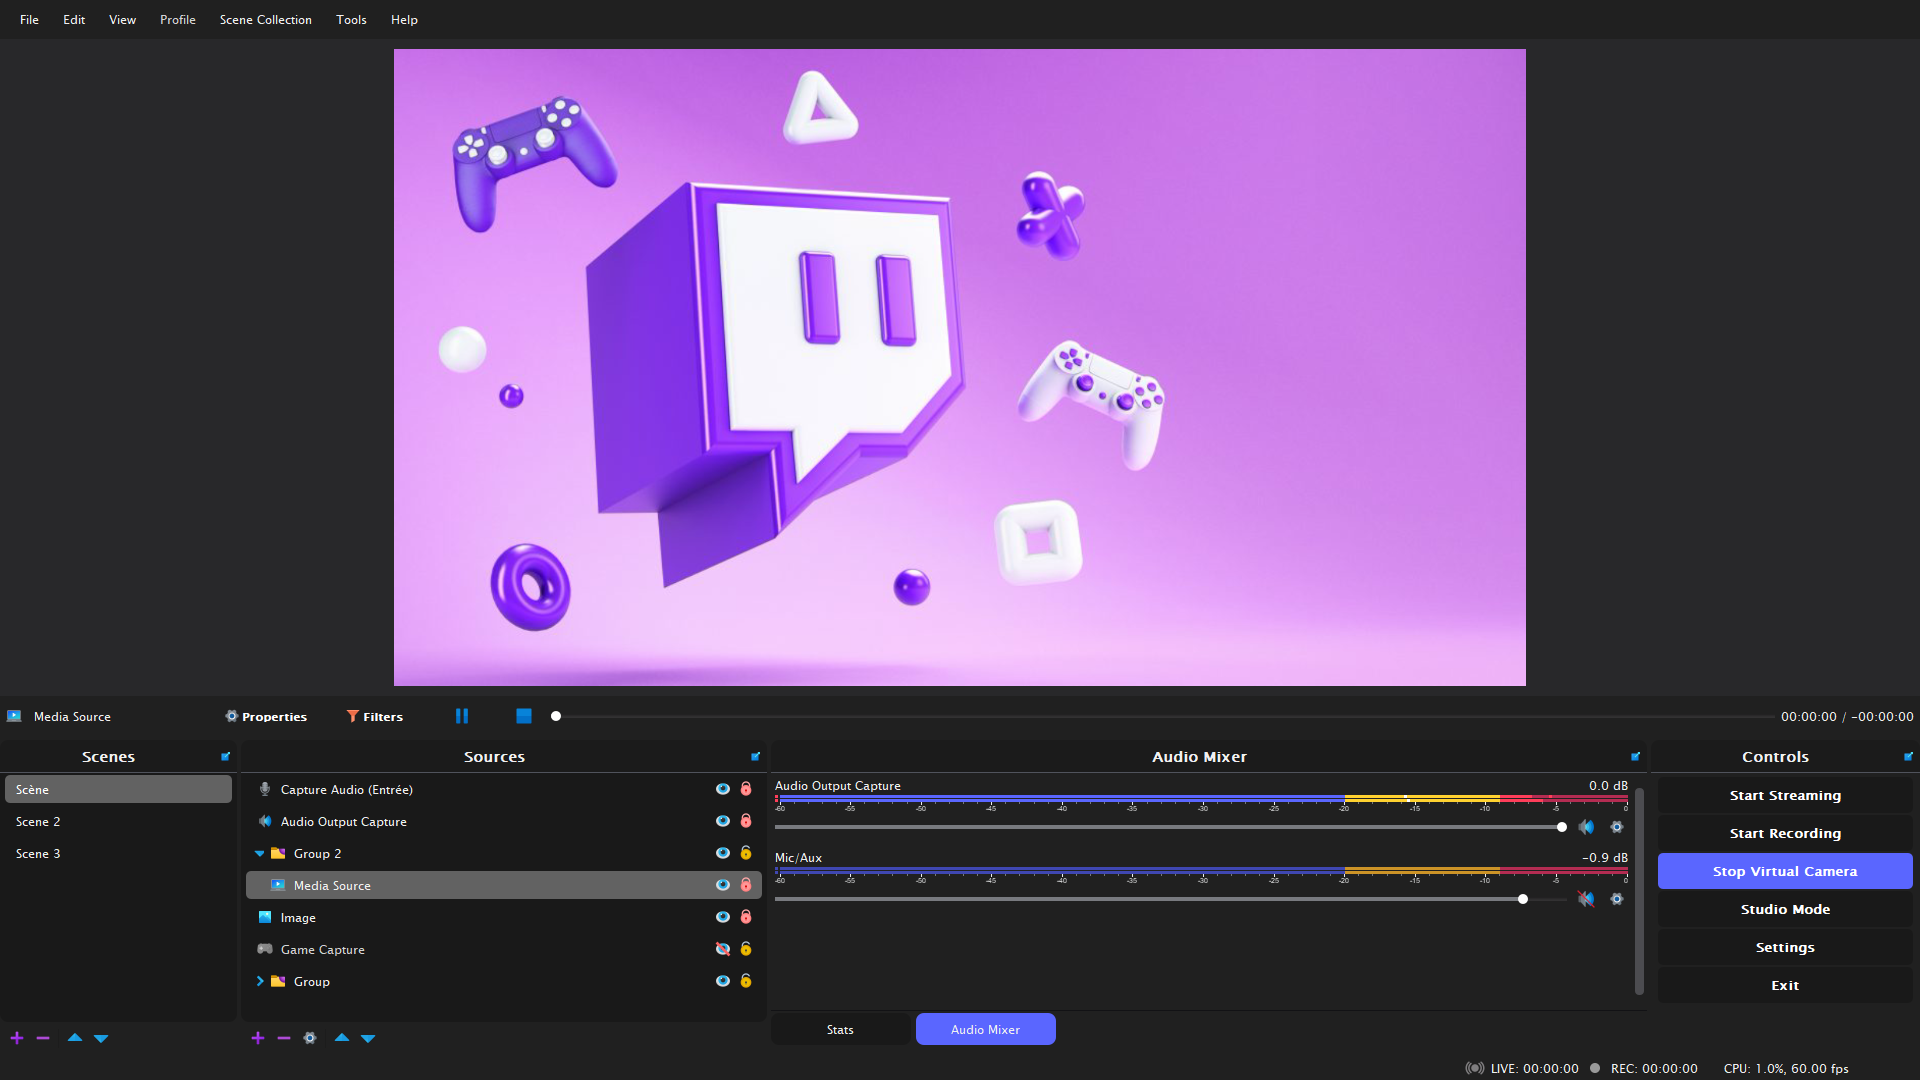 File Edit View Profile Scene Collection Tools Help
Media Source Properties Filters 00:00:00 / -00:00:00
Scenes
Scène
Scene 2
Scene 3
Sources
Capture Audio (Entrée)
Audio Output Capture
Group 2
Media Source
Image
Game Capture
Group
Audio Mixer
Audio Output Capture 0.0 dB
-60 -55 -50 -45 -40 -35 -30 -25 -20 -15 -10 -5 0
Mic/Aux -0.9 dB
-60 -55 -50 -45 -40 -35 -30 -25 -20 -15 -10 -5 0
Stats Audio Mixer
Controls
Start Streaming
Start Recording
Stop Virtual Camera
Studio Mode
Settings
Exit
LIVE: 00:00:00 REC: 00:00:00 CPU: 1.0%, 60.00 fps